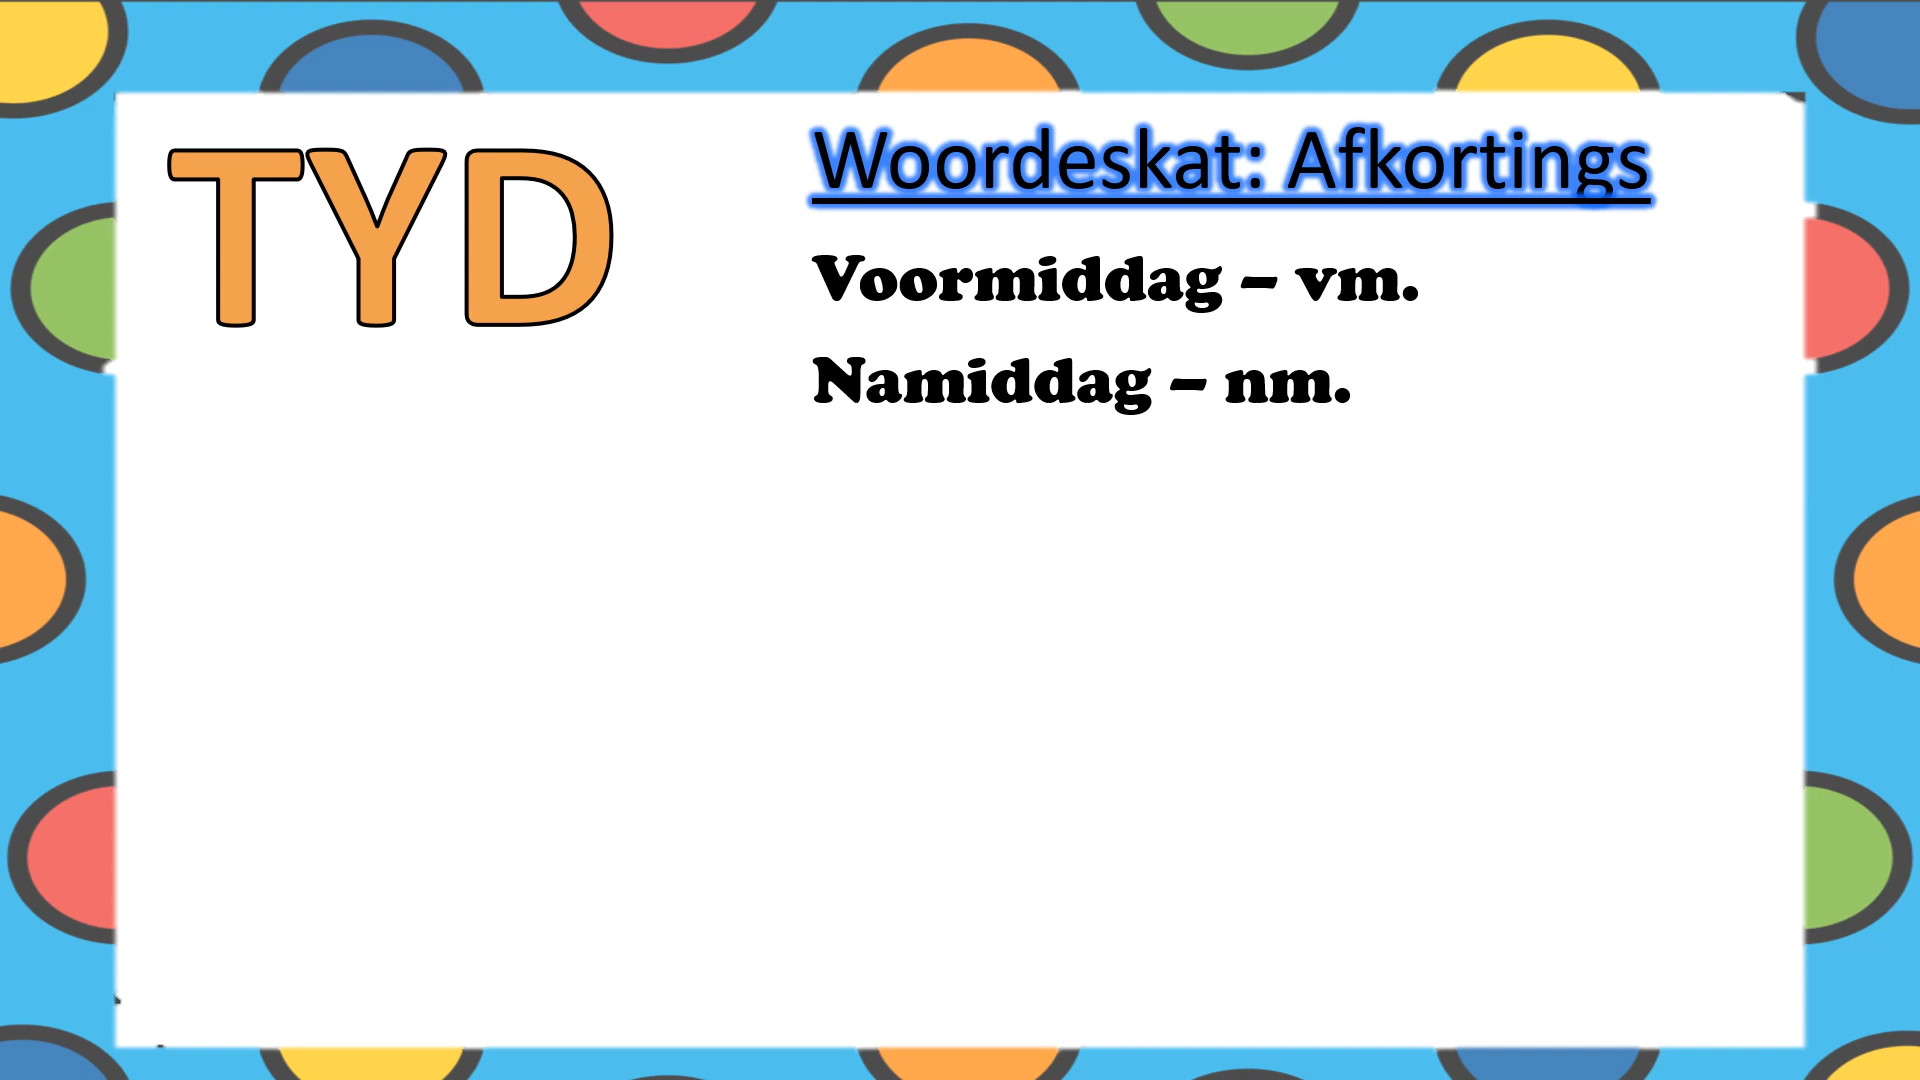 TYD
Woordeskat: Afkortings
Voormiddag – vm.
Namiddag – nm.